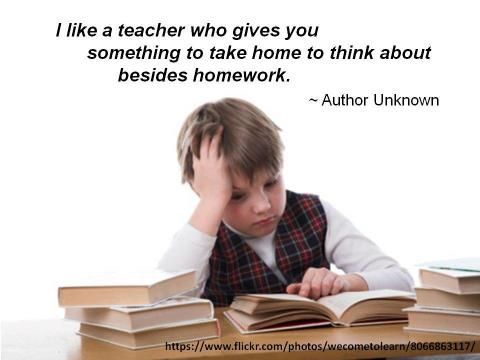 I like a teacher who gives you
something to take home to think about
besides homework.
~ Author Unknown
https://www.flickr.com/photos/wecometolearn/8066863117/